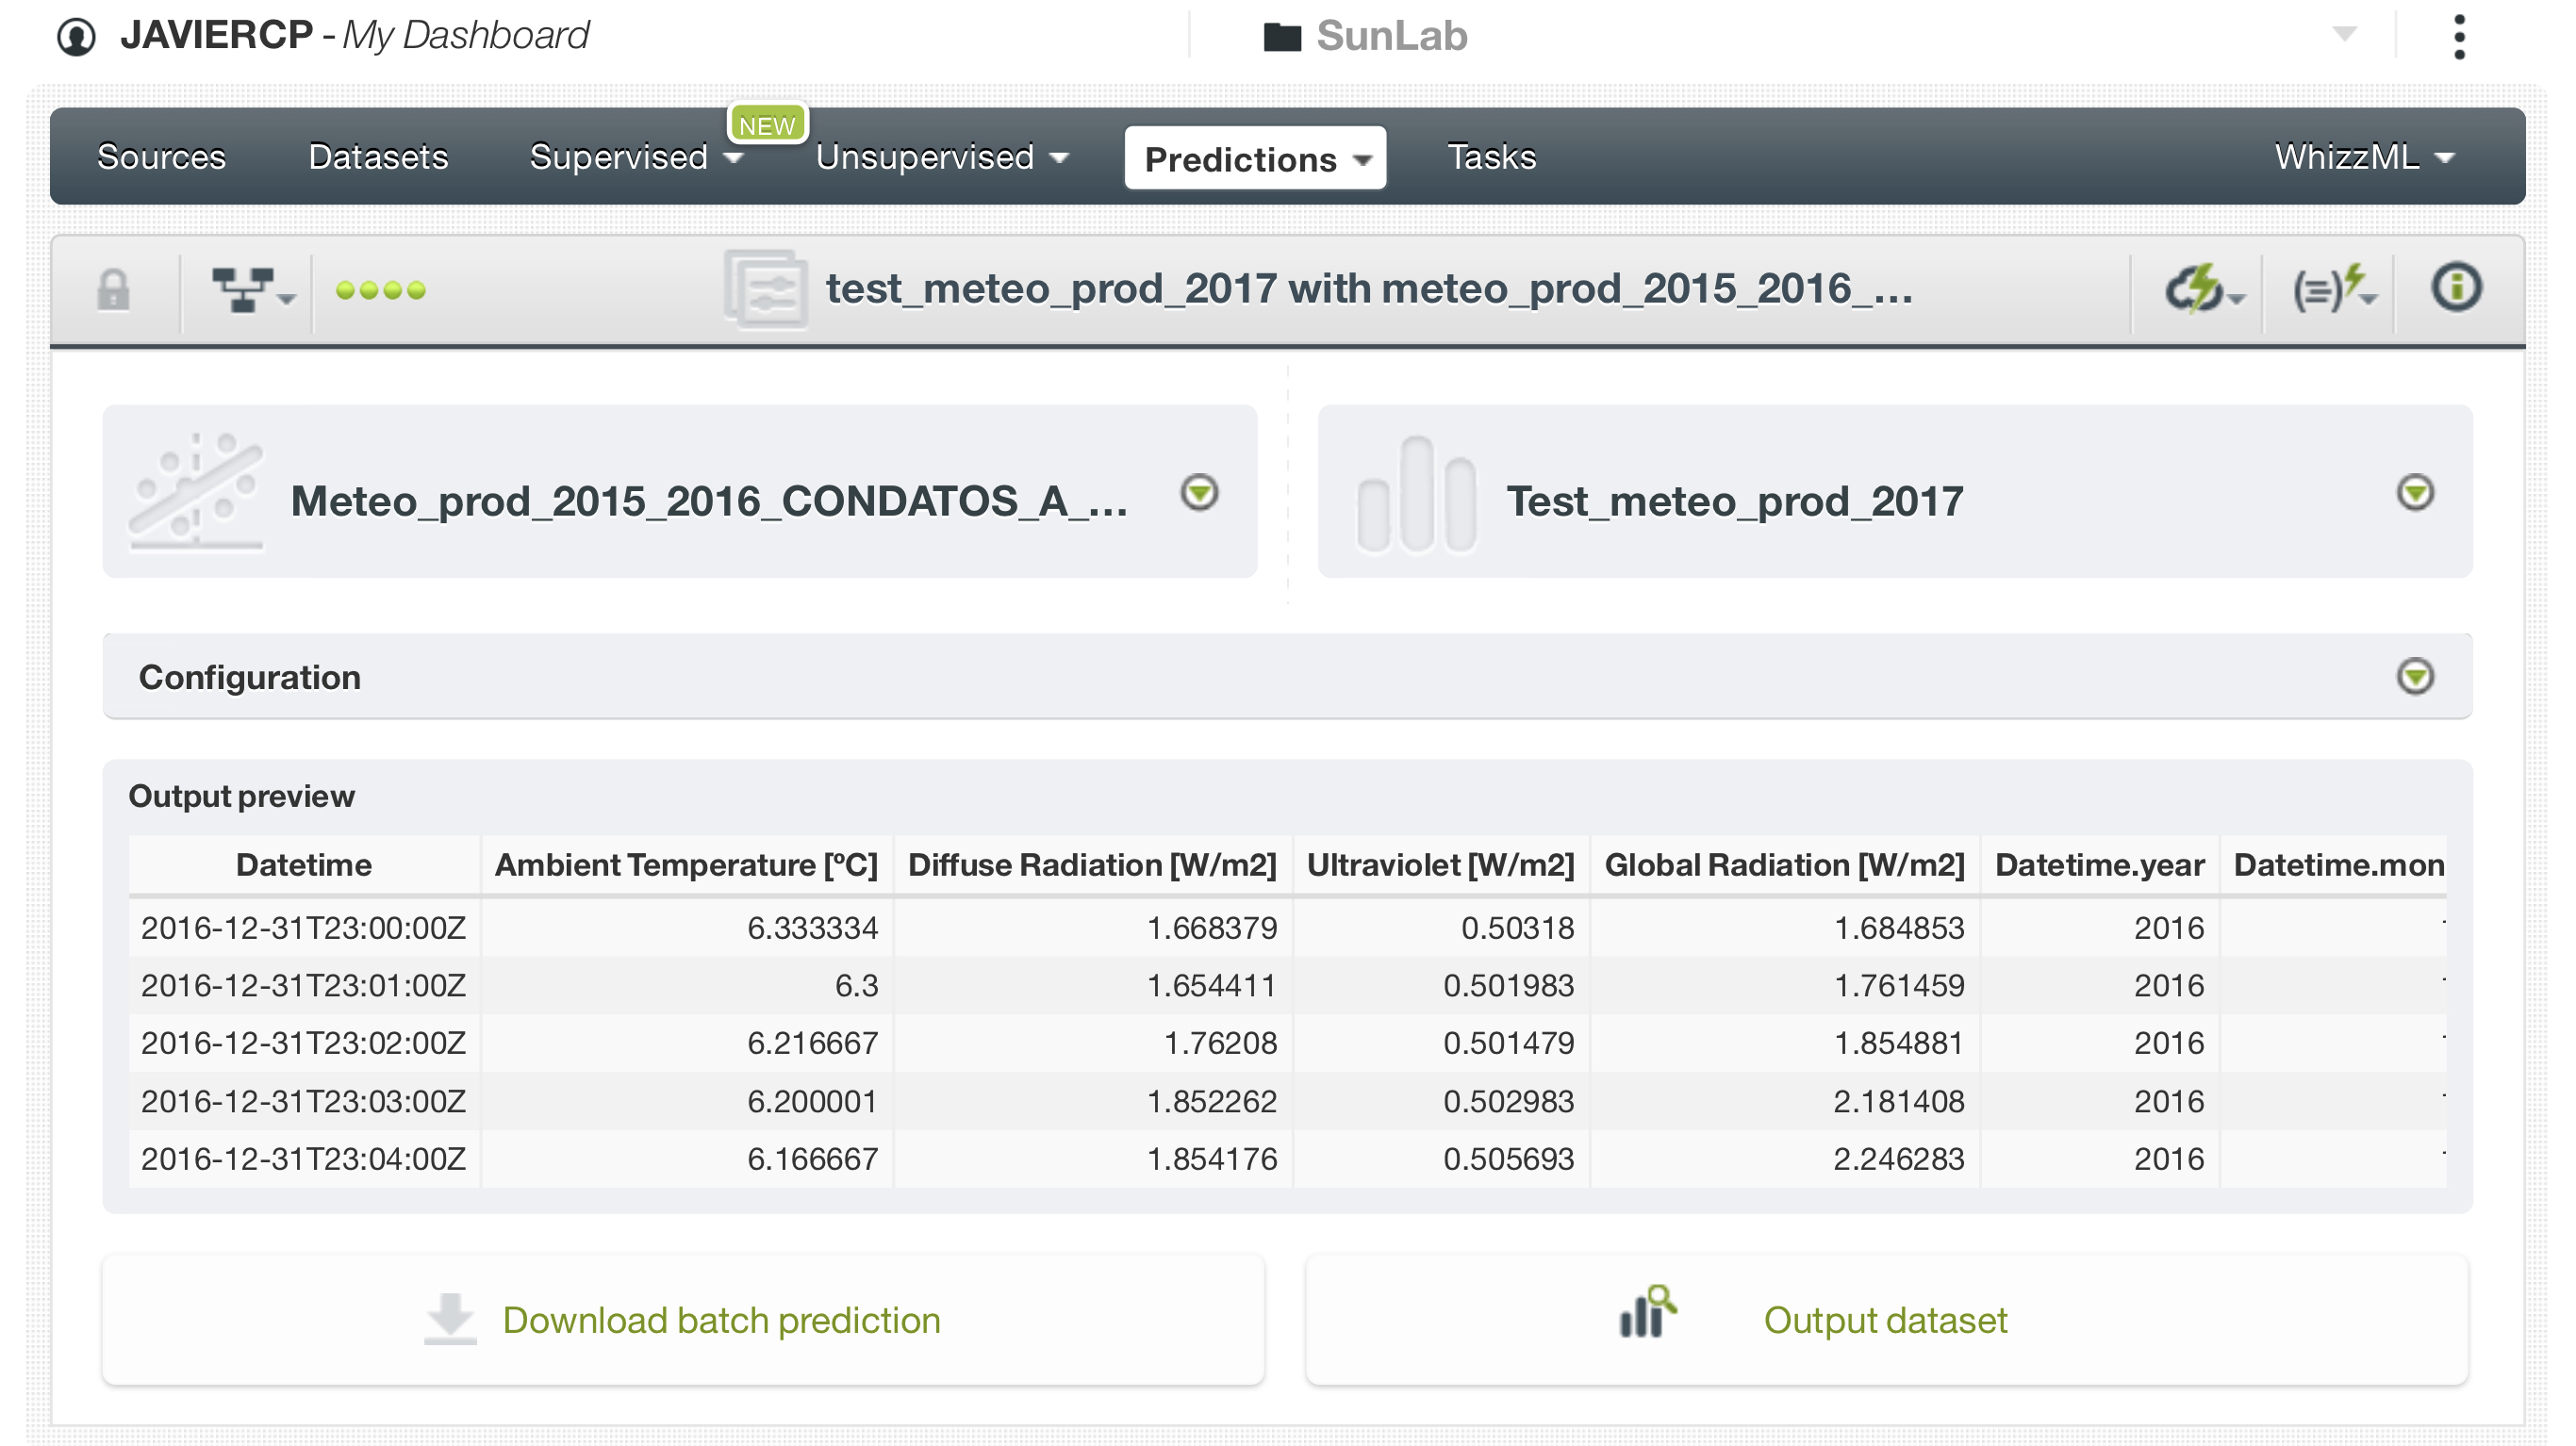 JAVIERCP - My Dashboard SunLab
NEW
Sources Datasets Supervised Unsupervised Predictions Tasks WhizzML
test_meteo_prod_2017 with meteo_prod_2015_2016_...
Meteo_prod_2015_2016_CONDATOS_A_... Test_meteo_prod_2017
Configuration
Output preview
Datetime Ambient Temperature [ºC] Diffuse Radiation [W/m2] Ultraviolet [W/m2] Global Radiation [W/m2] Datetime.year Datetime.mon
2016-12-31T23:00:00Z 6.333334 1.668379 0.50318 1.684853 2016
2016-12-31T23:01:00Z 6.3 1.654411 0.501983 1.761459 2016
2016-12-31T23:02:00Z 6.216667 1.76208 0.501479 1.854881 2016
2016-12-31T23:03:00Z 6.200001 1.852262 0.502983 2.181408 2016
2016-12-31T23:04:00Z 6.166667 1.854176 0.505693 2.246283 2016
Download batch prediction Output dataset